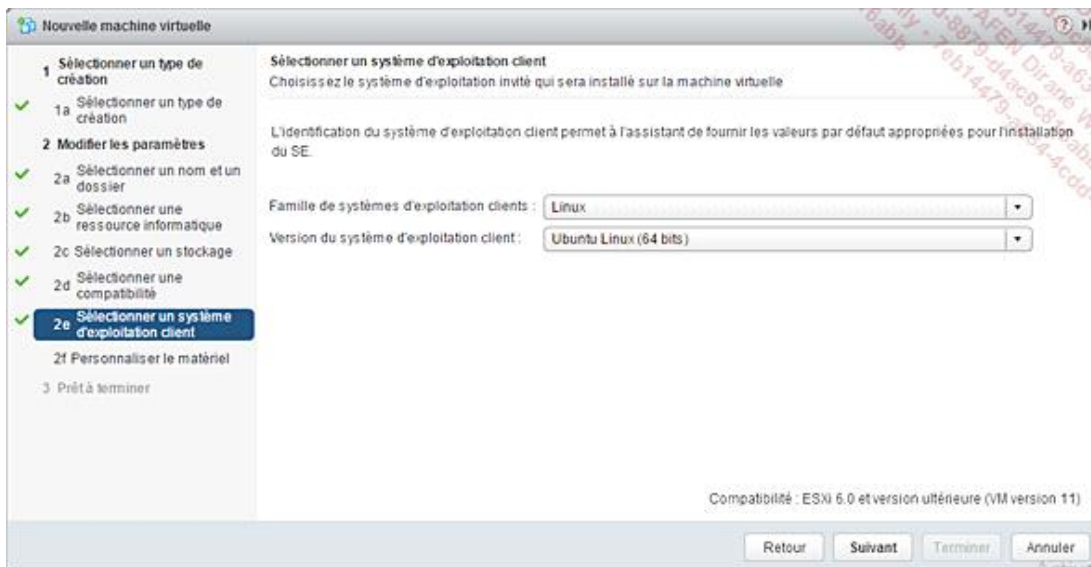 Nouvelle machine virtuelle
1 Sélectionner un type de
création
1a Sélectionner un type de
création
2 Modifier les paramètres
2a Sélectionner un nom et un
dossier
2b Sélectionner une
ressource informatique
2c Sélectionner un stockage
2d Sélectionner une
compatibilité
2e Sélectionner un système
d'exploitation client
2f Personnaliser le matériel
3 Prêt à terminer
Sélectionner un système d'exploitation client
Choisissez le système d'exploitation invité qui sera installé sur la machine virtuelle
L'identification du système d'exploitation client permet à l'assistant de fournir les valeurs par défaut appropriées pour l'installation
du SE.
Famille de systèmes d'exploitation clients : Linux
Version du système d'exploitation client : Ubuntu Linux (64 bits)
Compatibilité : ESXi 6.0 et version ultérieure (VM version 11)
Retour Suivant Terminer Annuler